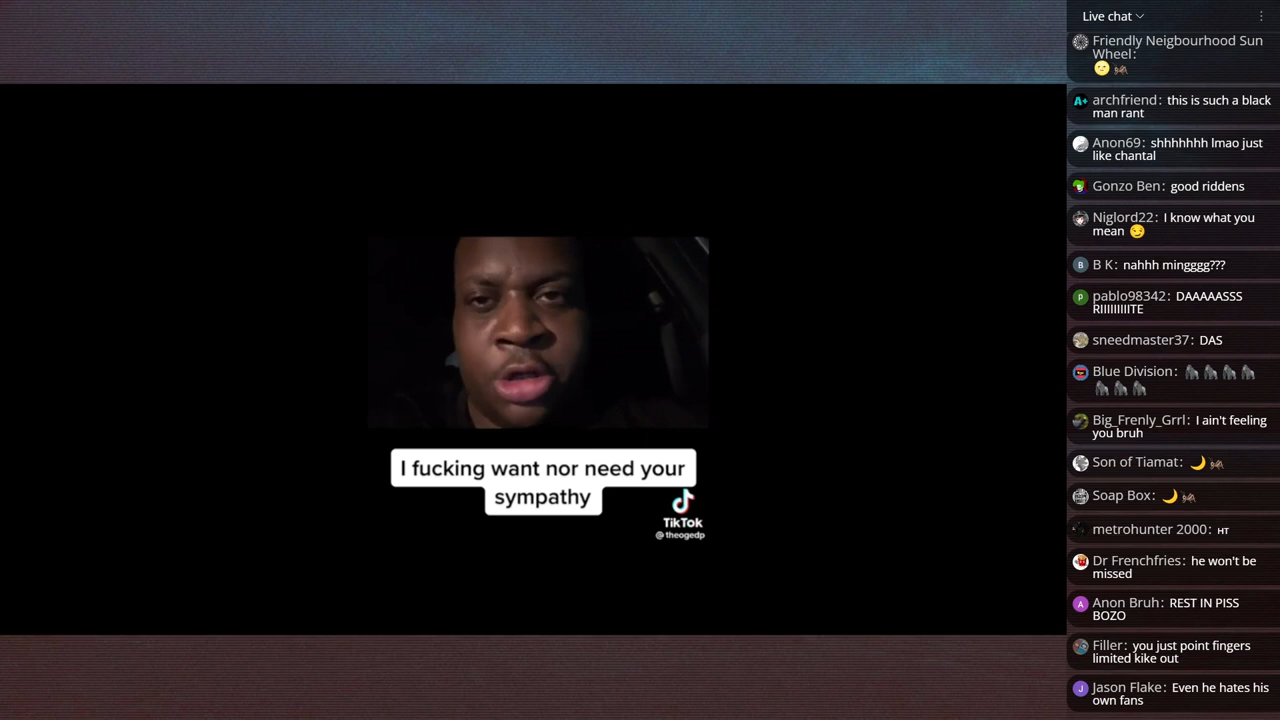 Live chat
Friendly Neigbourhood Sun
Wheel:
archfriend: this is such a black
man rant
Anon69: shhhhhhh lmao just
like chantal
Gonzo Ben: good riddens
Niglord22: I know what you
mean 😏
B K: nahhh mingggg???
pablo98342: DAAAAASSS
RIIIIIIIIITE
sneedmaster37: DAS
Blue Division: 🦍 🦍 🦍 🦍
🦍 🦍 🦍
Big_Frenly_Grrl: I ain't feeling
you bruh
Son of Tiamat: 🌙
Soap Box: 🌙
metrohunter 2000: нт
Dr Frenchfries: he won't be
missed
Anon Bruh: REST IN PISS
BOZO
Filler: you just point fingers
limited kike out
Jason Flake: Even he hates his
own fans
I fucking want nor need your
sympathy
TikTok
@theogedp
A+
B
p
A
J